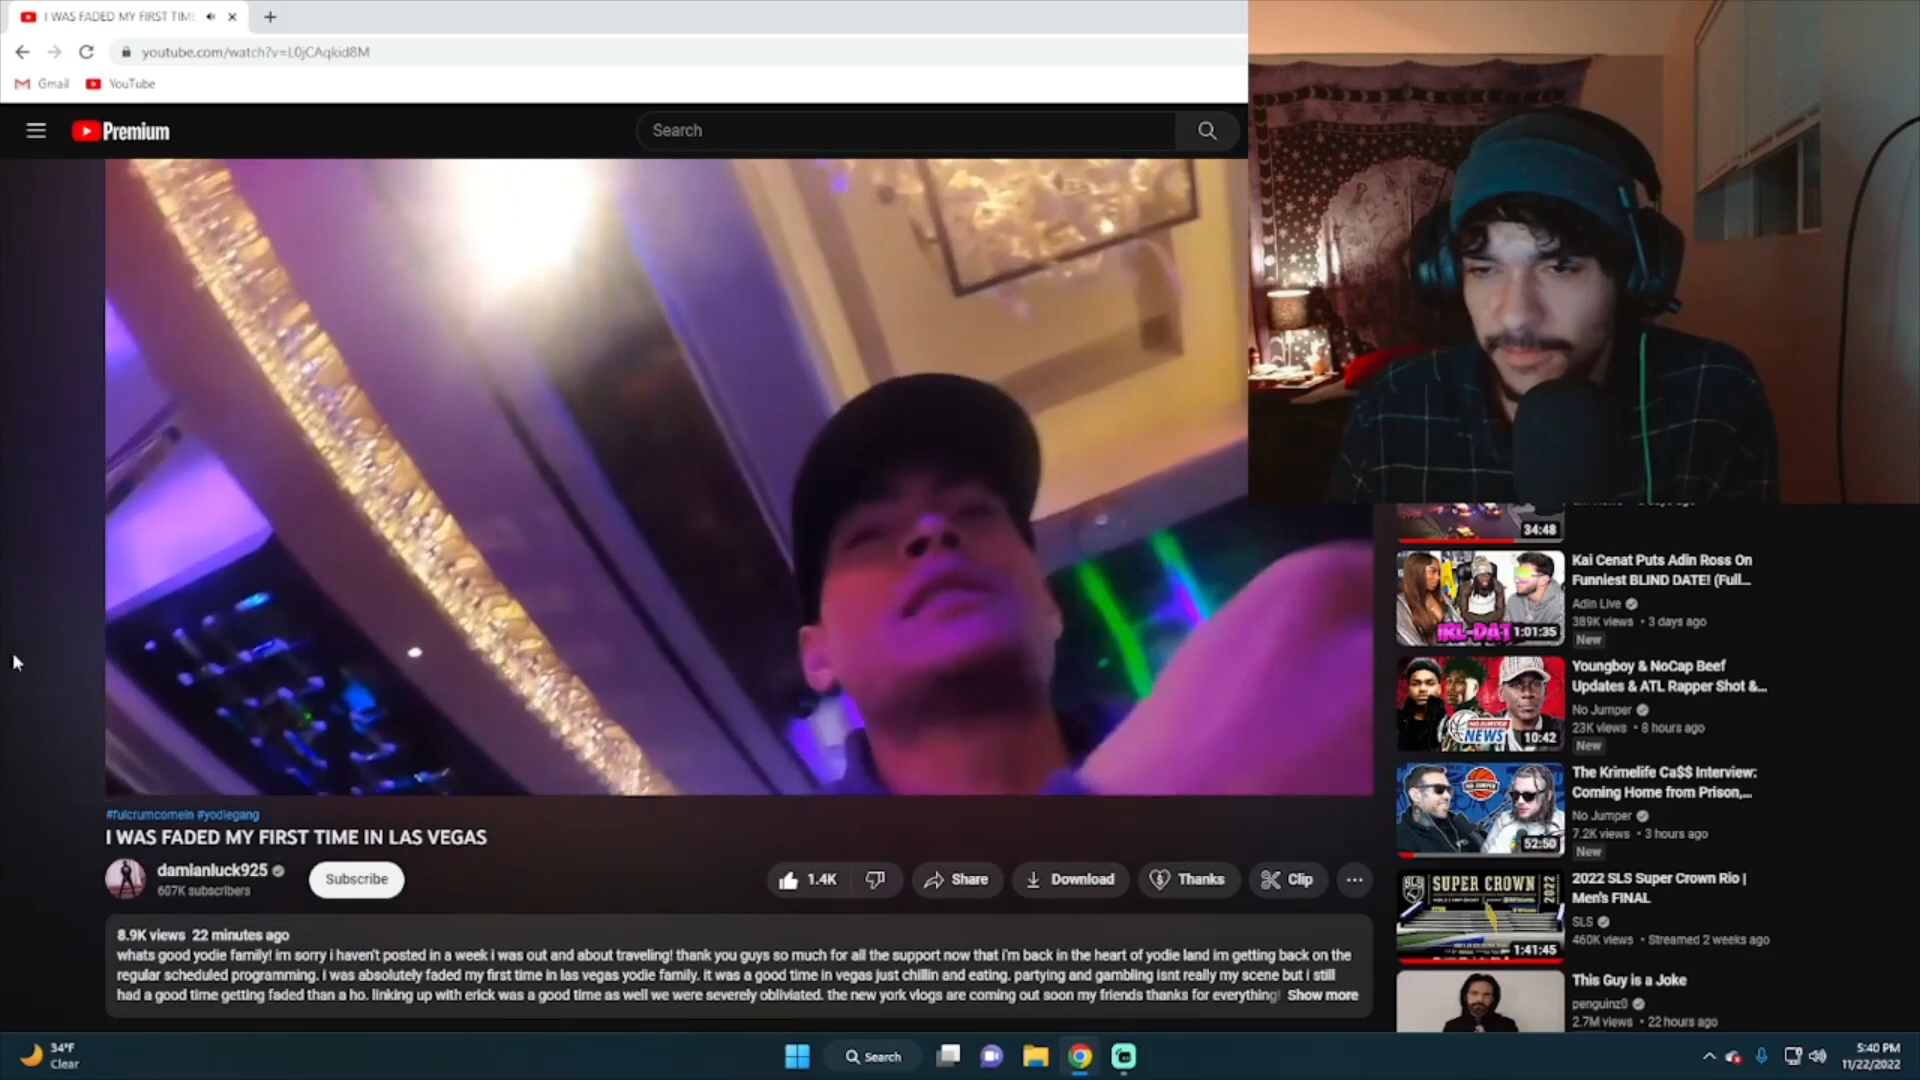 I WAS FADED MY FIRST TIM
youtube.com/watch?v=L0jCAqkid8M
Gmail
YouTube
Premium
Search
#fulcrumcomein #yodiegang
I WAS FADED MY FIRST TIME IN LAS VEGAS
damianluck925
607K subscribers
Subscribe
1.4K
Share
Download
Thanks
Clip
8.9K views 22 minutes ago
whats good yodie family! im sorry i haven't posted in a week i was out and about traveling! thank you guys so much for all the support now that i'm back in the heart of yodie land im getting back on the
regular scheduled programming. i was absolutely faded my first time in las vegas yodie family. it was a good time in vegas just chillin and eating. partying and gambling isnt really my scene but i still
had a good time getting faded than a ho. linking up with erick was a good time as well we were severely obliviated. the new york vlogs are coming out soon my friends thanks for everything! Show more
34:48
Kai Cenat Puts Adin Ross On
Funniest BLIND DATE! (Full...
Adin Live
389K views • 3 days ago
New
IRL-DAT 1:01:35
Youngboy & NoCap Beef
Updates & ATL Rapper Shot &...
No Jumper
23K views • 8 hours ago
New
NEWS 10:42
The Krimelife Ca$$ Interview:
Coming Home from Prison,...
No Jumper
7.2K views • 3 hours ago
New
52:50
2022 SLS Super Crown Rio |
Men's FINAL
SLS
460K views • Streamed 2 weeks ago
SLS SUPER CROWN 2022
1:41:45
This Guy is a Joke
penguinz0
2.7M views • 22 hours ago
34°F
Clear
Search
5:40 PM
11/22/2022